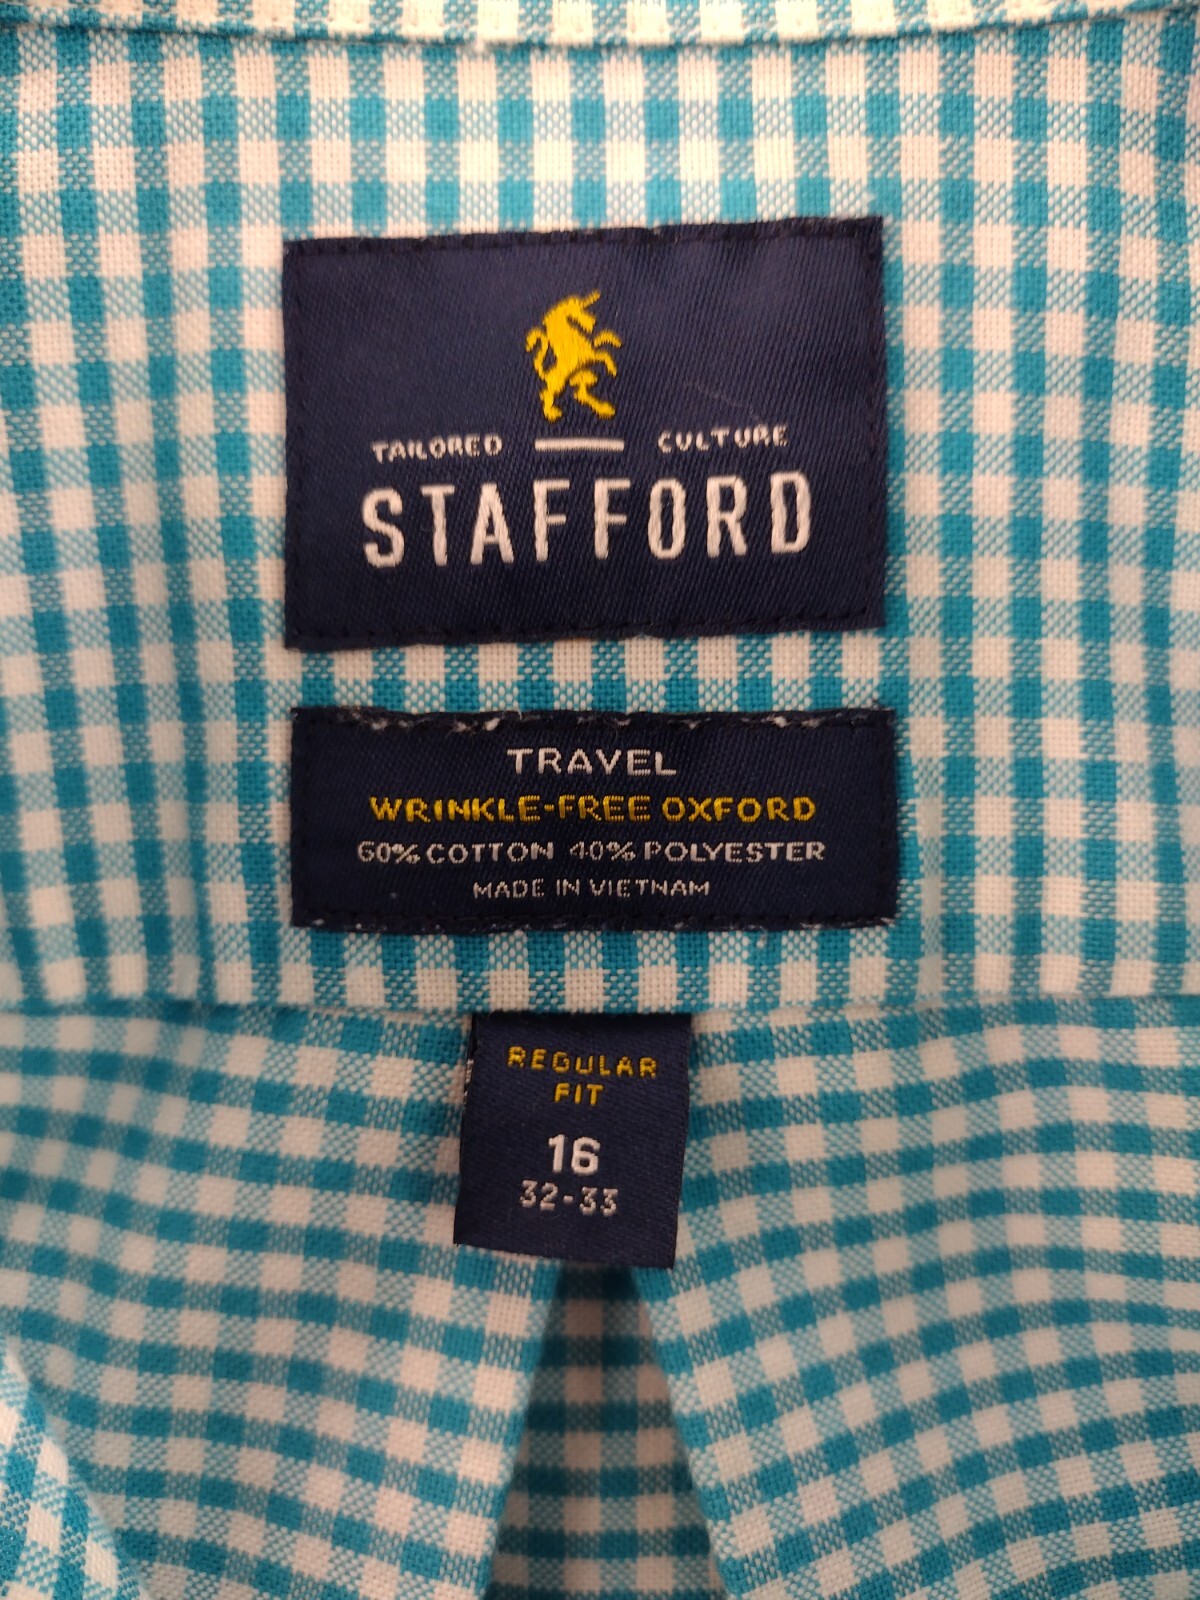 TAILORED CULTURE
STAFFORD
TRAVEL
WRINKLE-FREE OXFORD
60% COTTON 40% POLYESTER
MADE IN VIETNAM
REGULAR
FIT
16
32-33